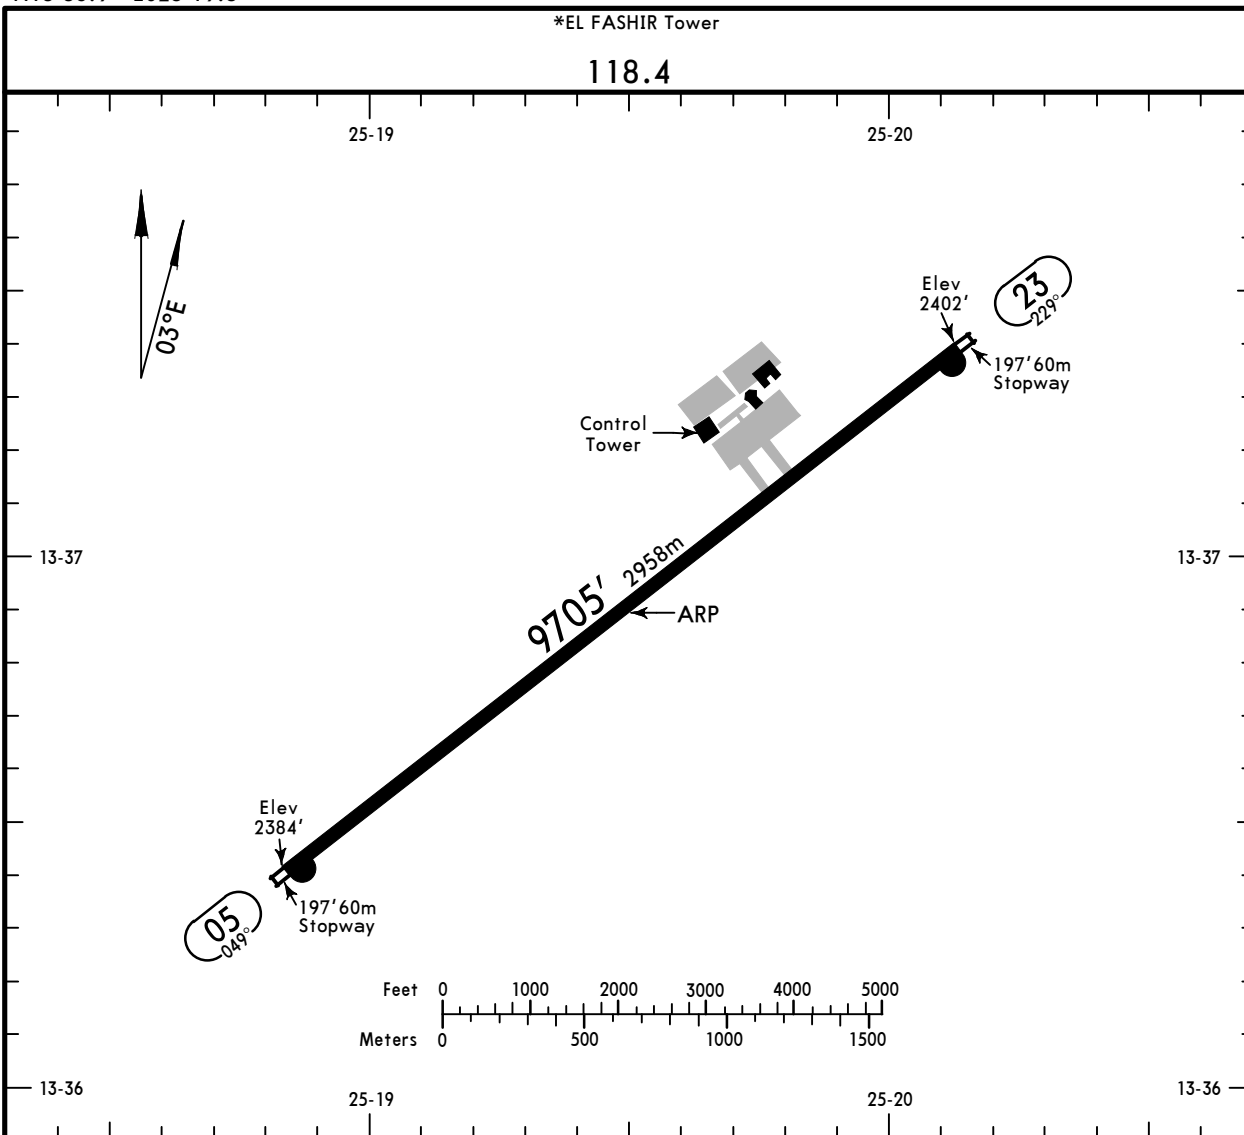 *EL FASHIR Tower
118.4
25-19
25-20
03°E
Elev
2402'
23
229°
197'60m
Stopway
Control
Tower
13-37
13-37
9705' 2958m
ARP
Elev
2384'
05
049°
197'60m
Stopway
Feet 0 1000 2000 3000 4000 5000
Meters 0 500 1000 1500
13-36
13-36
25-19
25-20